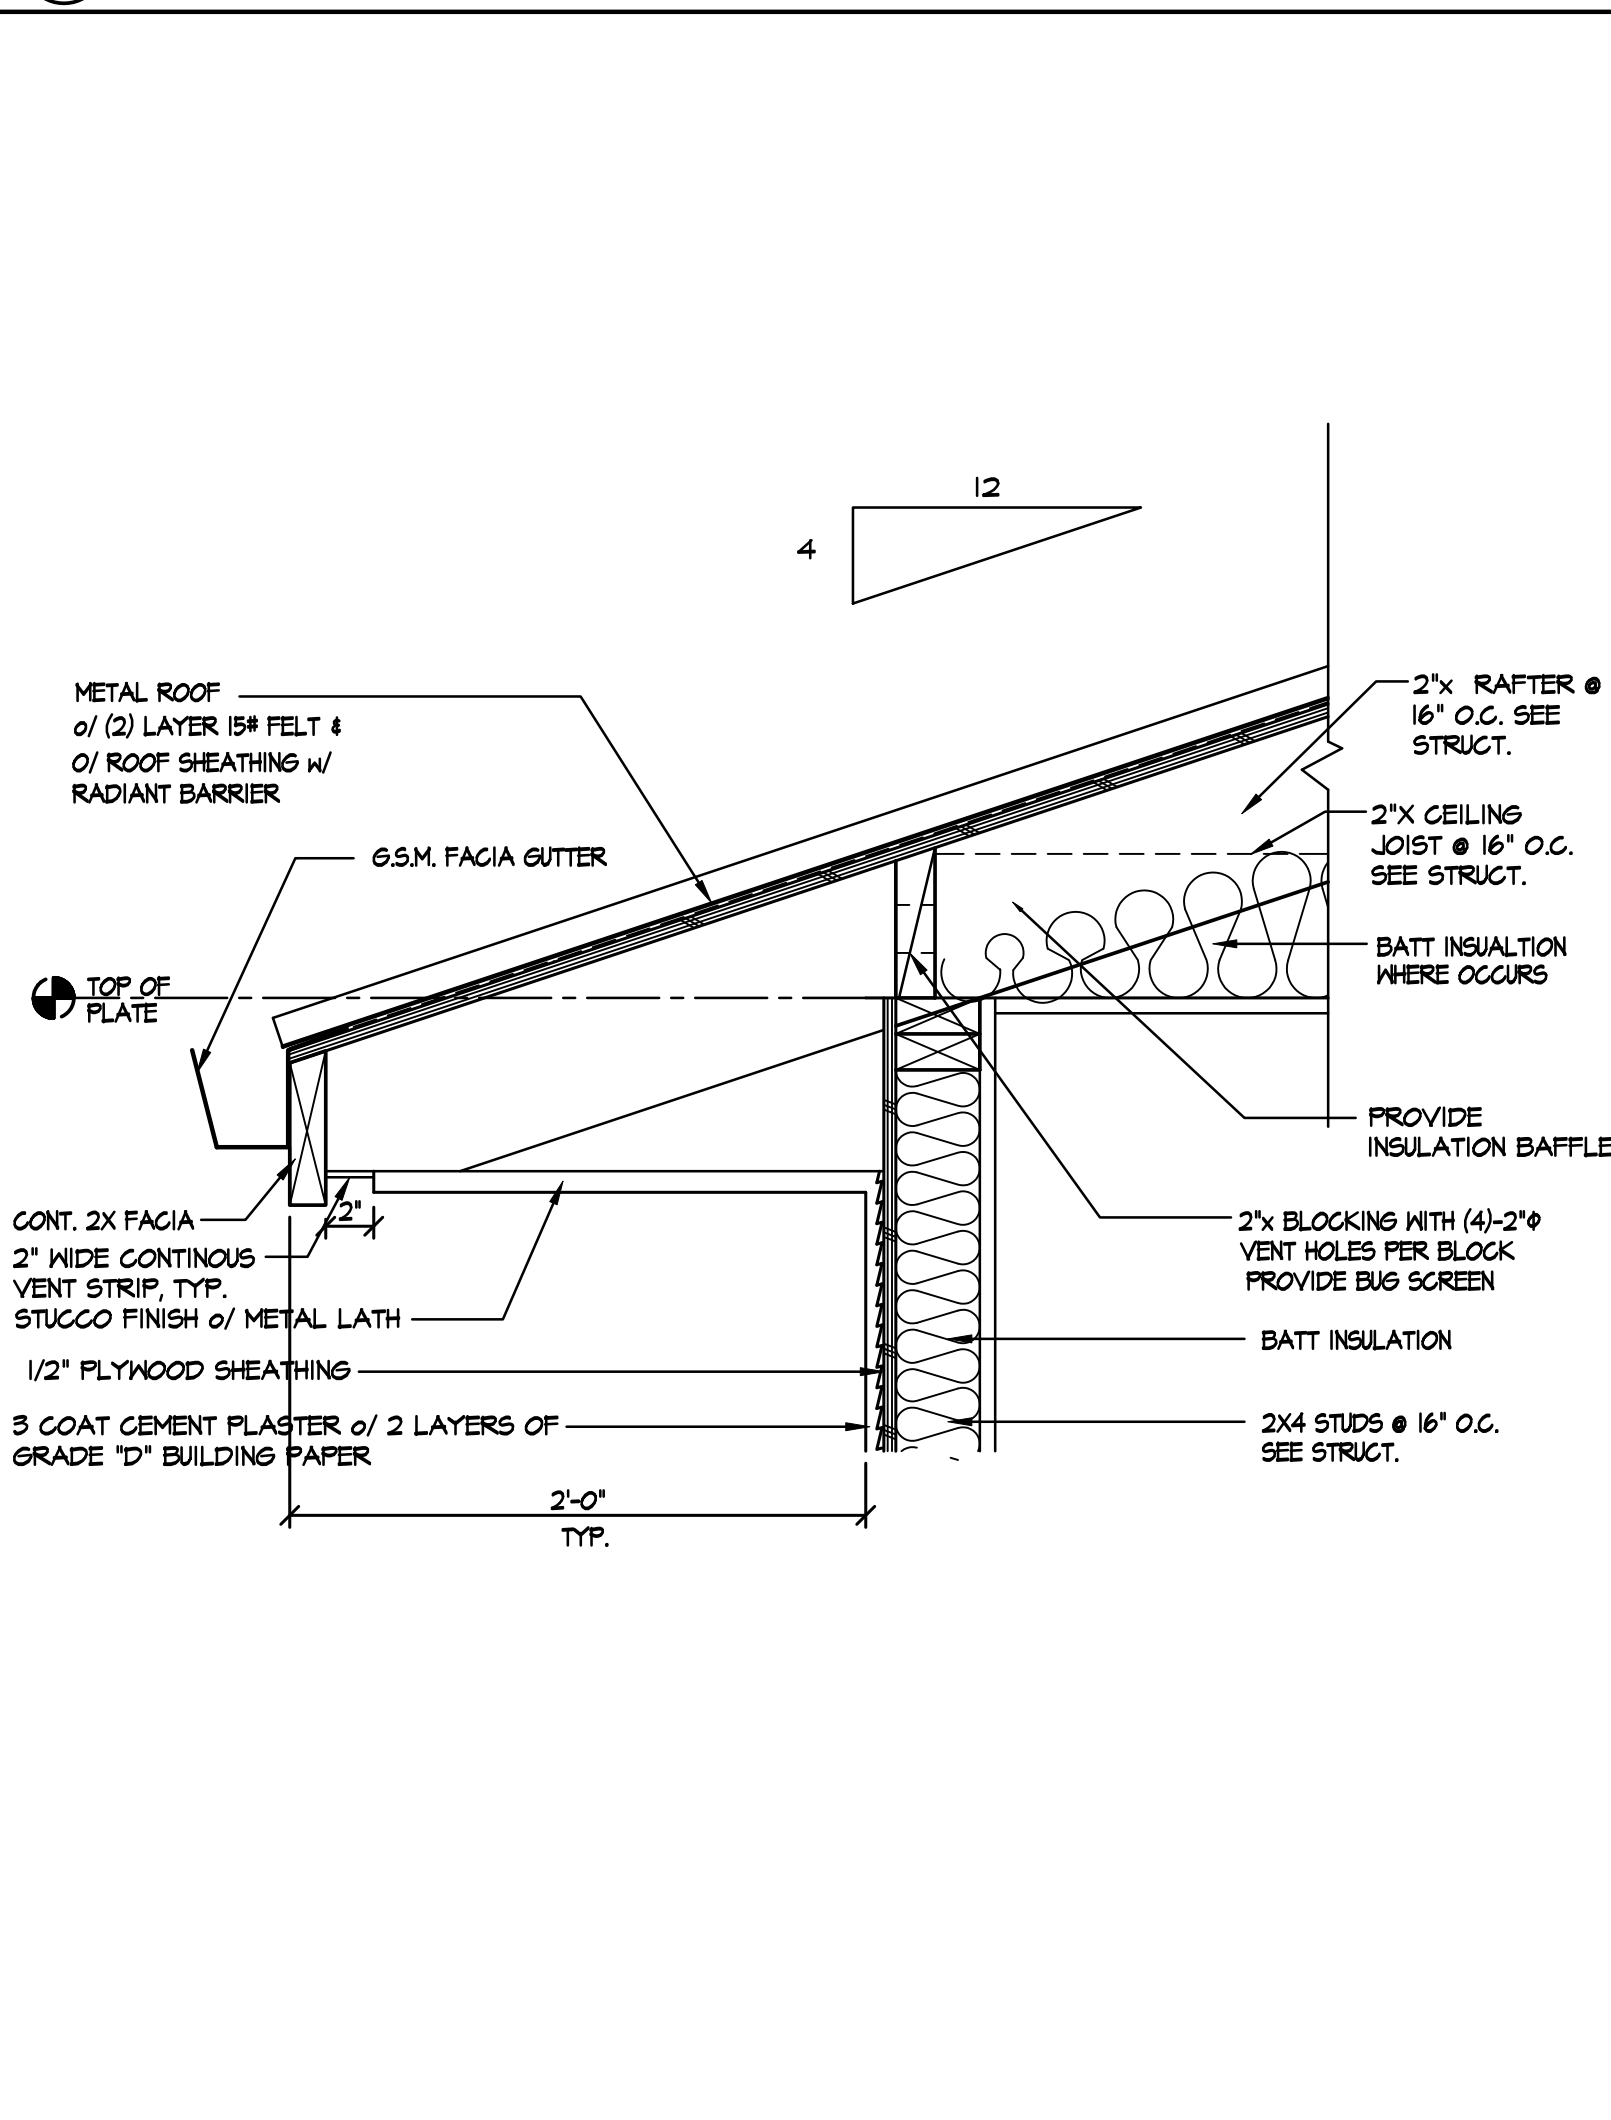 12
4
METAL ROOF
o/ (2) LAYER 15# FELT &
O/ ROOF SHEATHING W/
RADIANT BARRIER
G.S.M. FACIA GUTTER
TOP OF
PLATE
CONT. 2X FACIA
2"
2" WIDE CONTINOUS
VENT STRIP, TYP.
STUCCO FINISH o/ METAL LATH
1/2" PLYWOOD SHEATHING
3 COAT CEMENT PLASTER o/ 2 LAYERS OF
GRADE "D" BUILDING PAPER
2'-0"
TYP.
2"x RAFTER @
16" O.C. SEE
STRUCT.
2"X CEILING
JOIST @ 16" O.C.
SEE STRUCT.
BATT INSUALTION
WHERE OCCURS
PROVIDE
INSULATION BAFFLE
2"x BLOCKING WITH (4)-2"Φ
VENT HOLES PER BLOCK
PROVIDE BUG SCREEN
BATT INSULATION
2X4 STUDS @ 16" O.C.
SEE STRUCT.